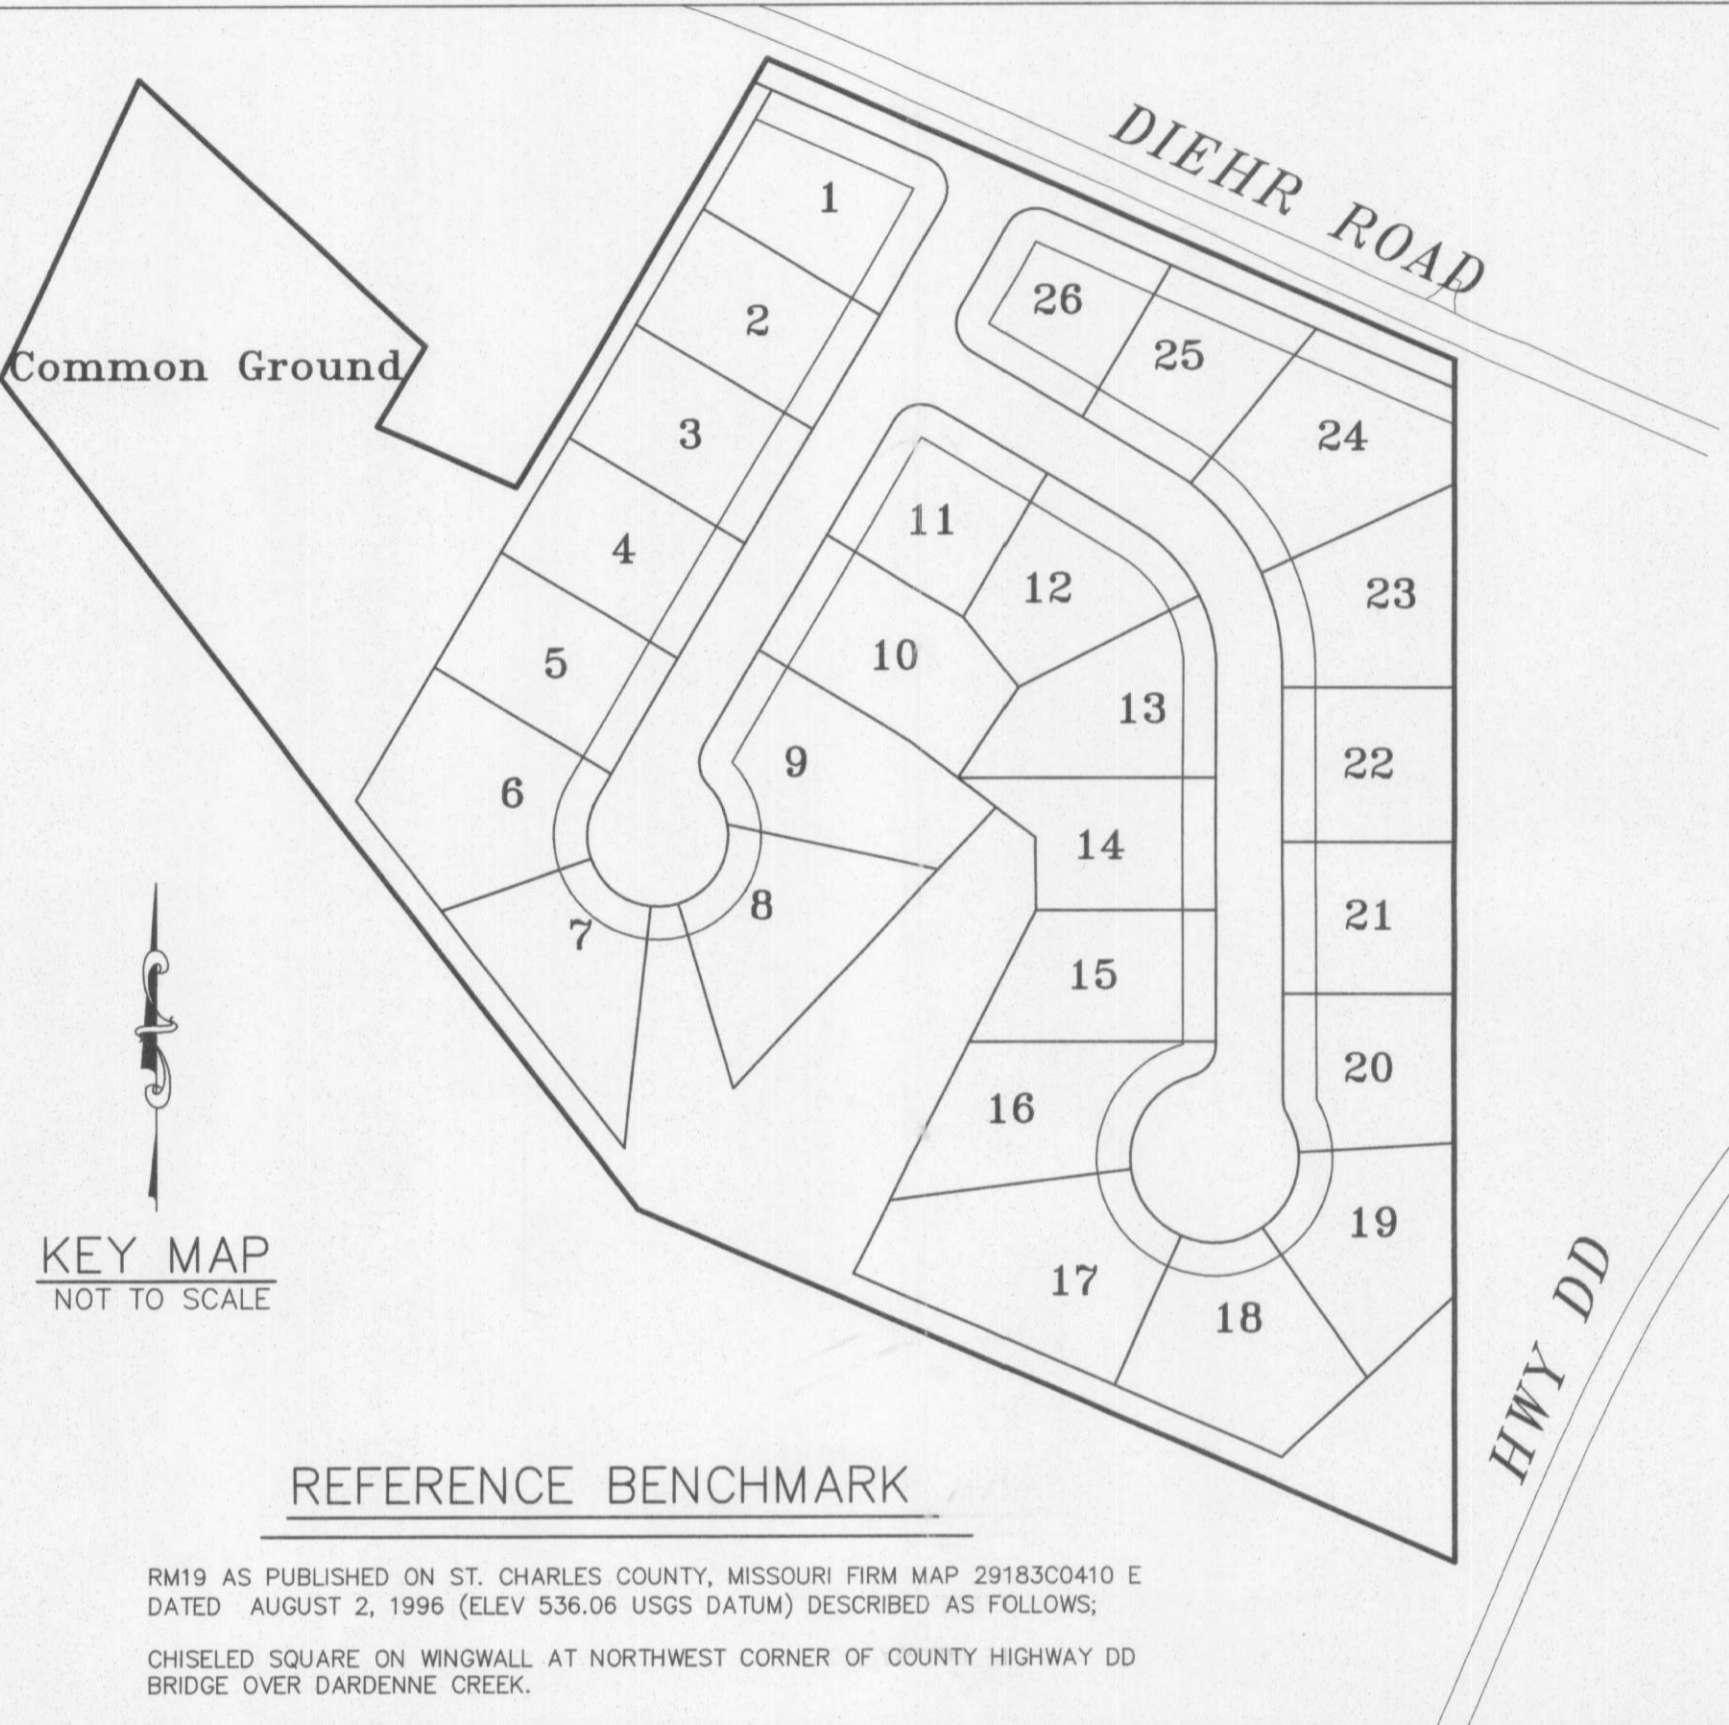 DIEHR ROAD
1
26
2
25
Common Ground
3
24
11
4
12
23
10
5
13
9
22
6
14
8
21
7
15
20
16
19
17
18
KEY MAP
NOT TO SCALE
HWY DD
REFERENCE BENCHMARK
RM19 AS PUBLISHED ON ST. CHARLES COUNTY, MISSOURI FIRM MAP 29183C0410 E
DATED AUGUST 2, 1996 (ELEV 536.06 USGS DATUM) DESCRIBED AS FOLLOWS;
CHISELED SQUARE ON WINGWALL AT NORTHWEST CORNER OF COUNTY HIGHWAY DD
BRIDGE OVER DARDENNE CREEK.